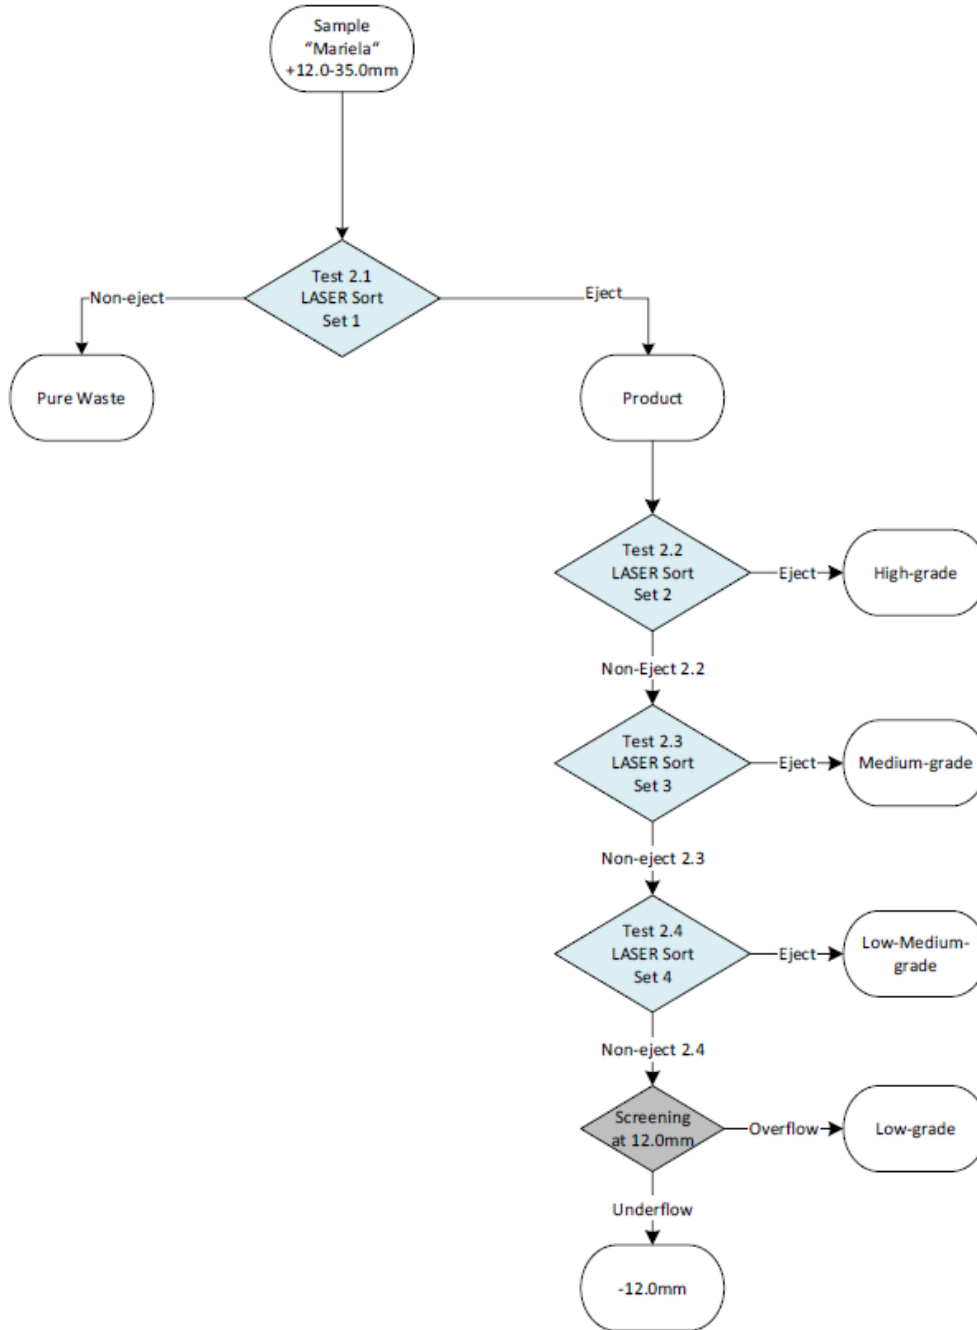 Sample
“Mariela“
+12.0-35.0mm
Test 2.1
LASER Sort
Set 1
Non-eject
Eject
Pure Waste
Product
Test 2.2
LASER Sort
Set 2
Eject
High-grade
Non-Eject 2.2
Test 2.3
LASER Sort
Set 3
Eject
Medium-grade
Non-eject 2.3
Test 2.4
LASER Sort
Set 4
Eject
Low-Medium-
grade
Non-eject 2.4
Screening
at 12.0mm
Overflow
Low-grade
Underflow
-12.0mm